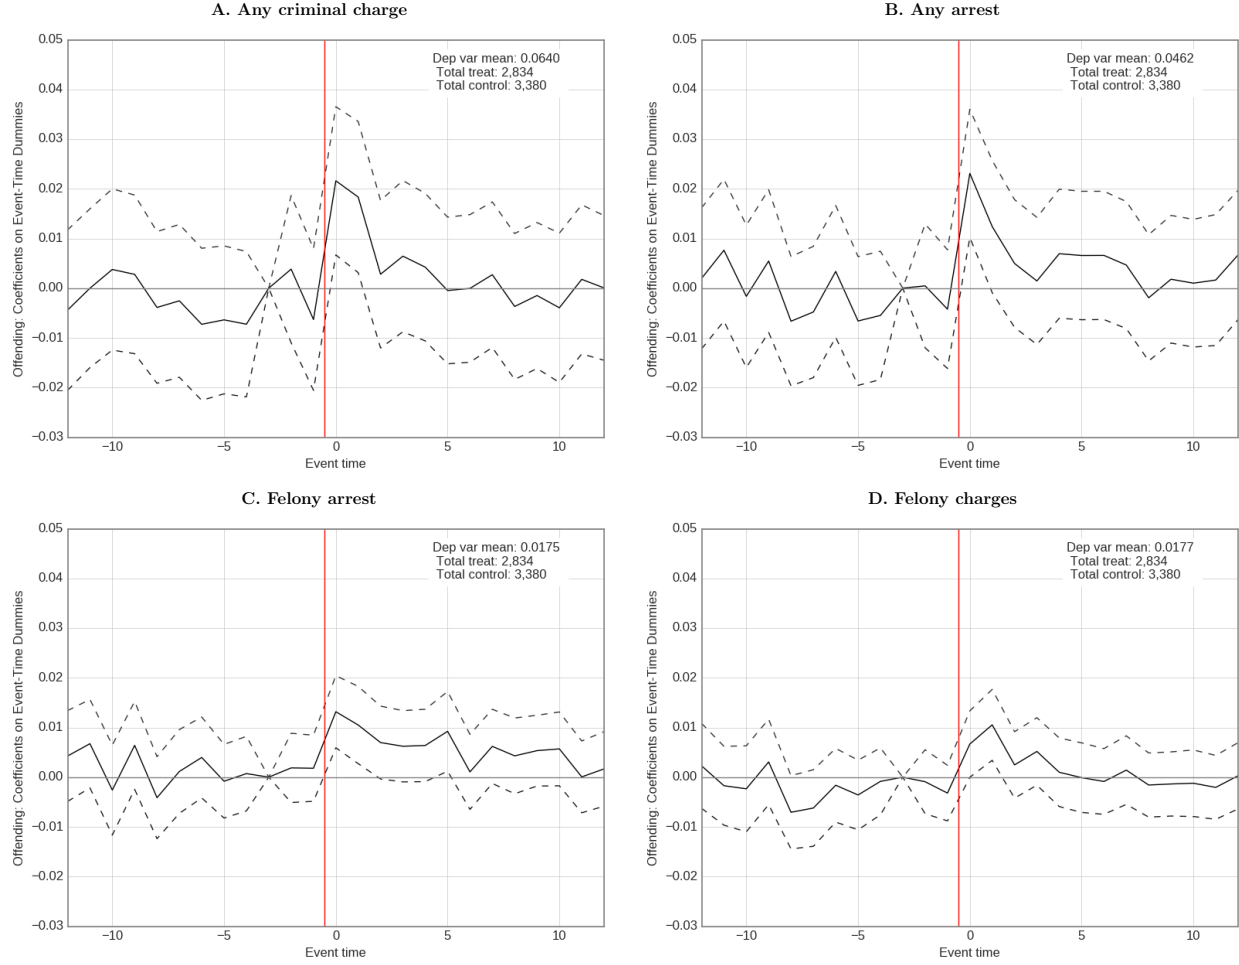 A. Any criminal charge
Offending: Coefficients on Event-Time Dummies
0.05
0.04
0.03
0.02
0.01
0.00
−0.01
−0.02
−0.03
Dep var mean: 0.0640
Total treat: 2,834
Total control: 3,380
−10
−5
0
5
10
Event time
B. Any arrest
Offending: Coefficients on Event-Time Dummies
0.05
0.04
0.03
0.02
0.01
0.00
−0.01
−0.02
−0.03
Dep var mean: 0.0462
Total treat: 2,834
Total control: 3,380
−10
−5
0
5
10
Event time
C. Felony arrest
Offending: Coefficients on Event-Time Dummies
0.05
0.04
0.03
0.02
0.01
0.00
−0.01
−0.02
−0.03
Dep var mean: 0.0175
Total treat: 2,834
Total control: 3,380
−10
−5
0
5
10
Event time
D. Felony charges
Offending: Coefficients on Event-Time Dummies
0.05
0.04
0.03
0.02
0.01
0.00
−0.01
−0.02
−0.03
Dep var mean: 0.0177
Total treat: 2,834
Total control: 3,380
−10
−5
0
5
10
Event time